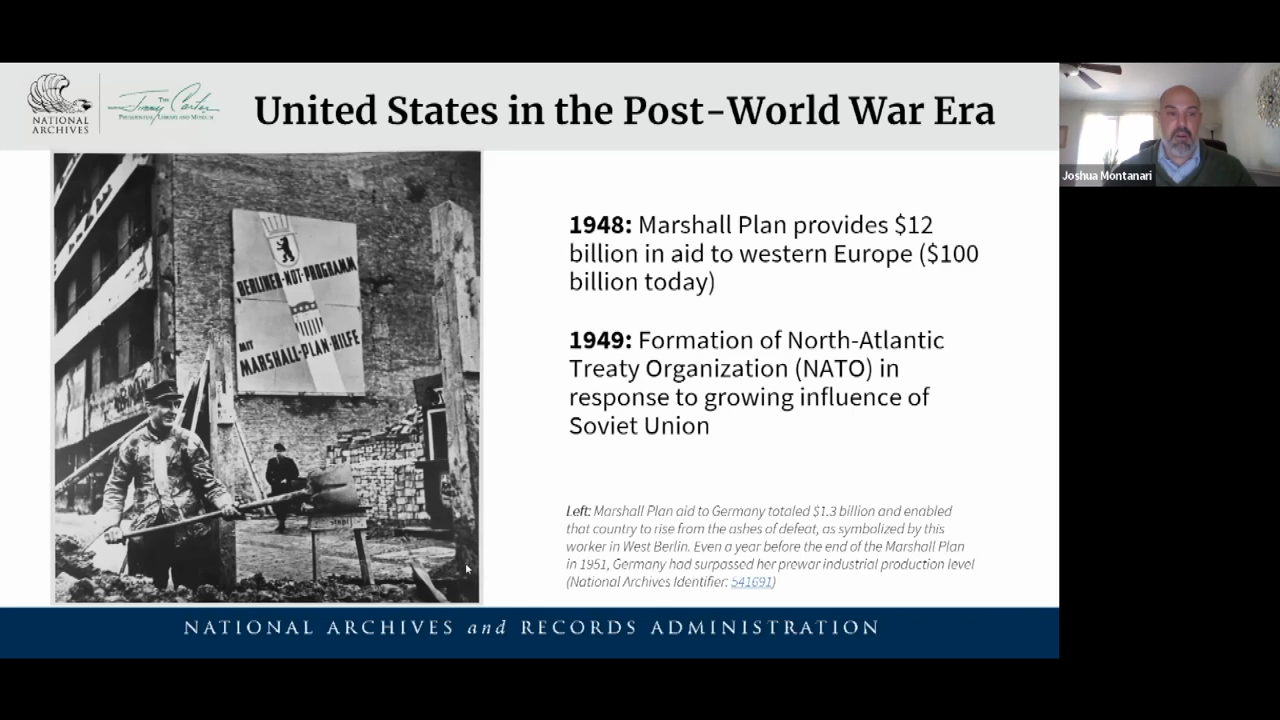 NATIONAL
ARCHIVES
THE
Jimmy Carter
PRESIDENTIAL LIBRARY AND MUSEUM
United States in the Post-World War Era
Joshua Montanari
BERLINER-NOT-PROGRAMM
MIT
MARSHALL-PLAN-HILFE
1948: Marshall Plan provides $12
billion in aid to western Europe ($100
billion today)
1949: Formation of North-Atlantic
Treaty Organization (NATO) in
response to growing influence of
Soviet Union
Left: Marshall Plan aid to Germany totaled $1.3 billion and enabled
that country to rise from the ashes of defeat, as symbolized by this
worker in West Berlin. Even a year before the end of the Marshall Plan
in 1951, Germany had surpassed her prewar industrial production level
(National Archives Identifier: 541691)
NATIONAL ARCHIVES and RECORDS ADMINISTRATION